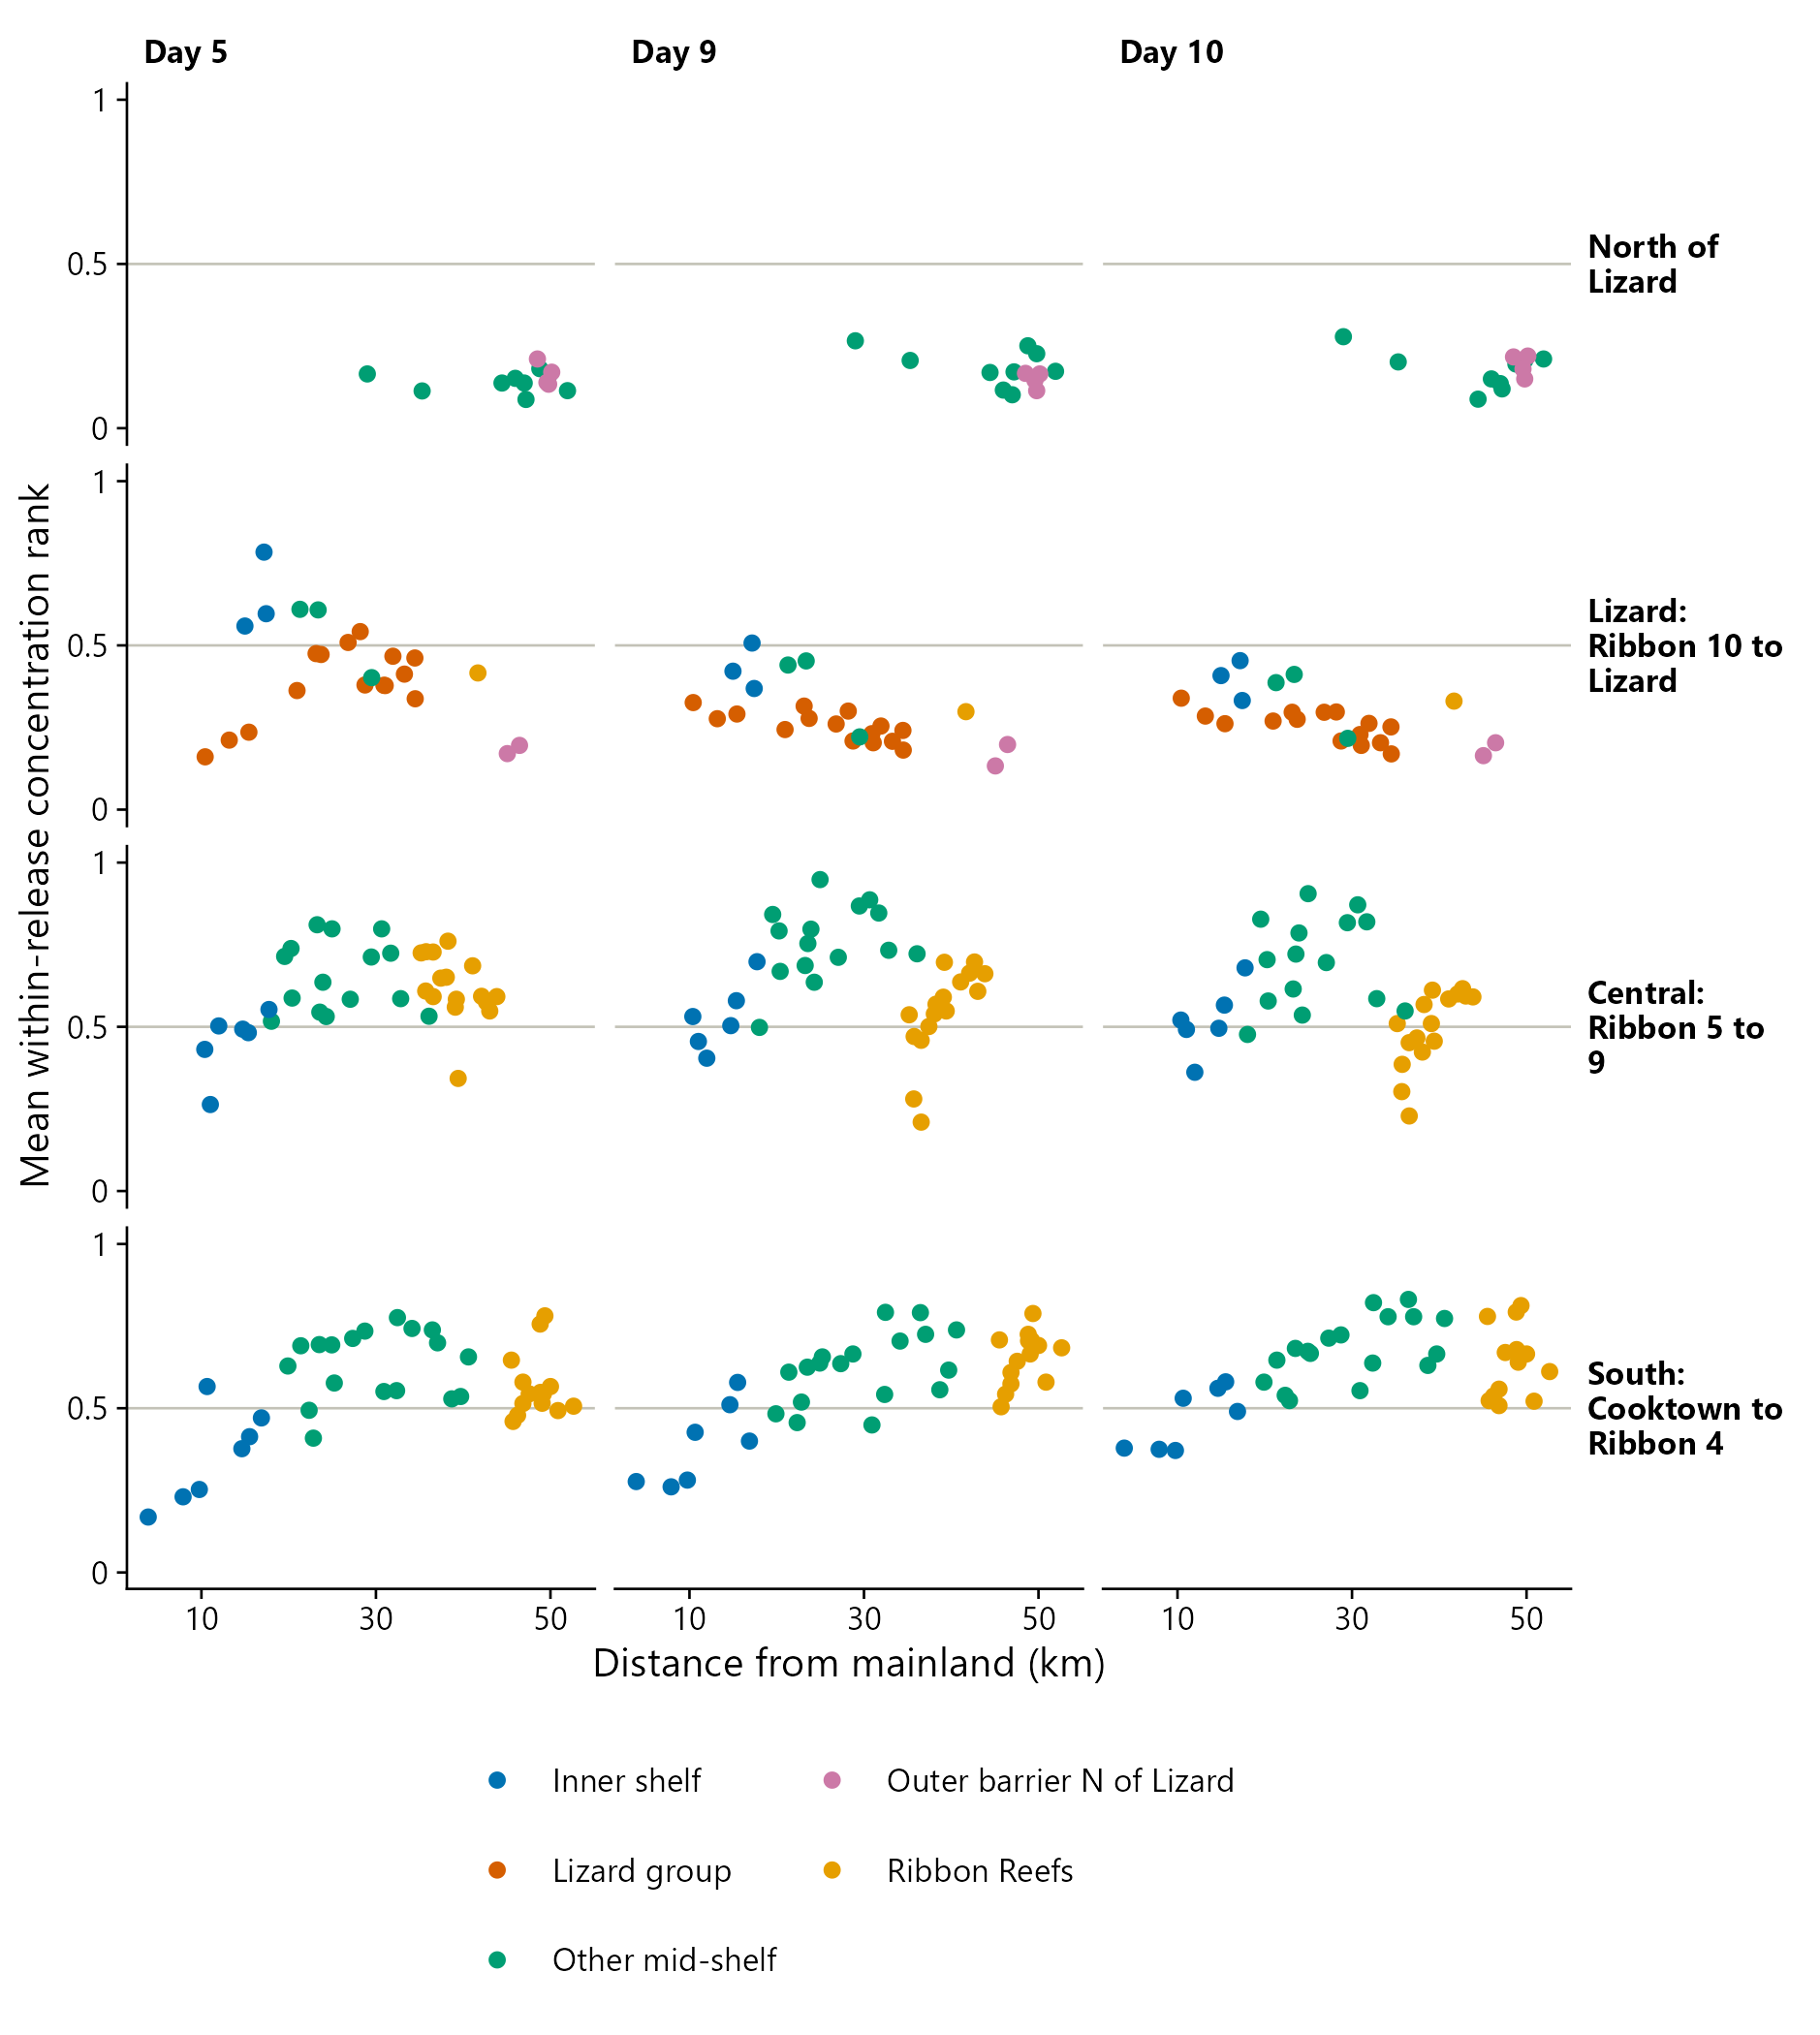 Day 5 Day 9 Day 10
1
0.5
0
North of
Lizard
1
0.5
0
Lizard:
Ribbon 10 to
Lizard
1
0.5
0
Central:
Ribbon 5 to
9
1
0.5
0
South:
Cooktown to
Ribbon 4
Mean within-release concentration rank
10 30 50 10 30 50 10 30 50
Distance from mainland (km)
Inner shelf Outer barrier N of Lizard
Lizard group Ribbon Reefs
Other mid-shelf